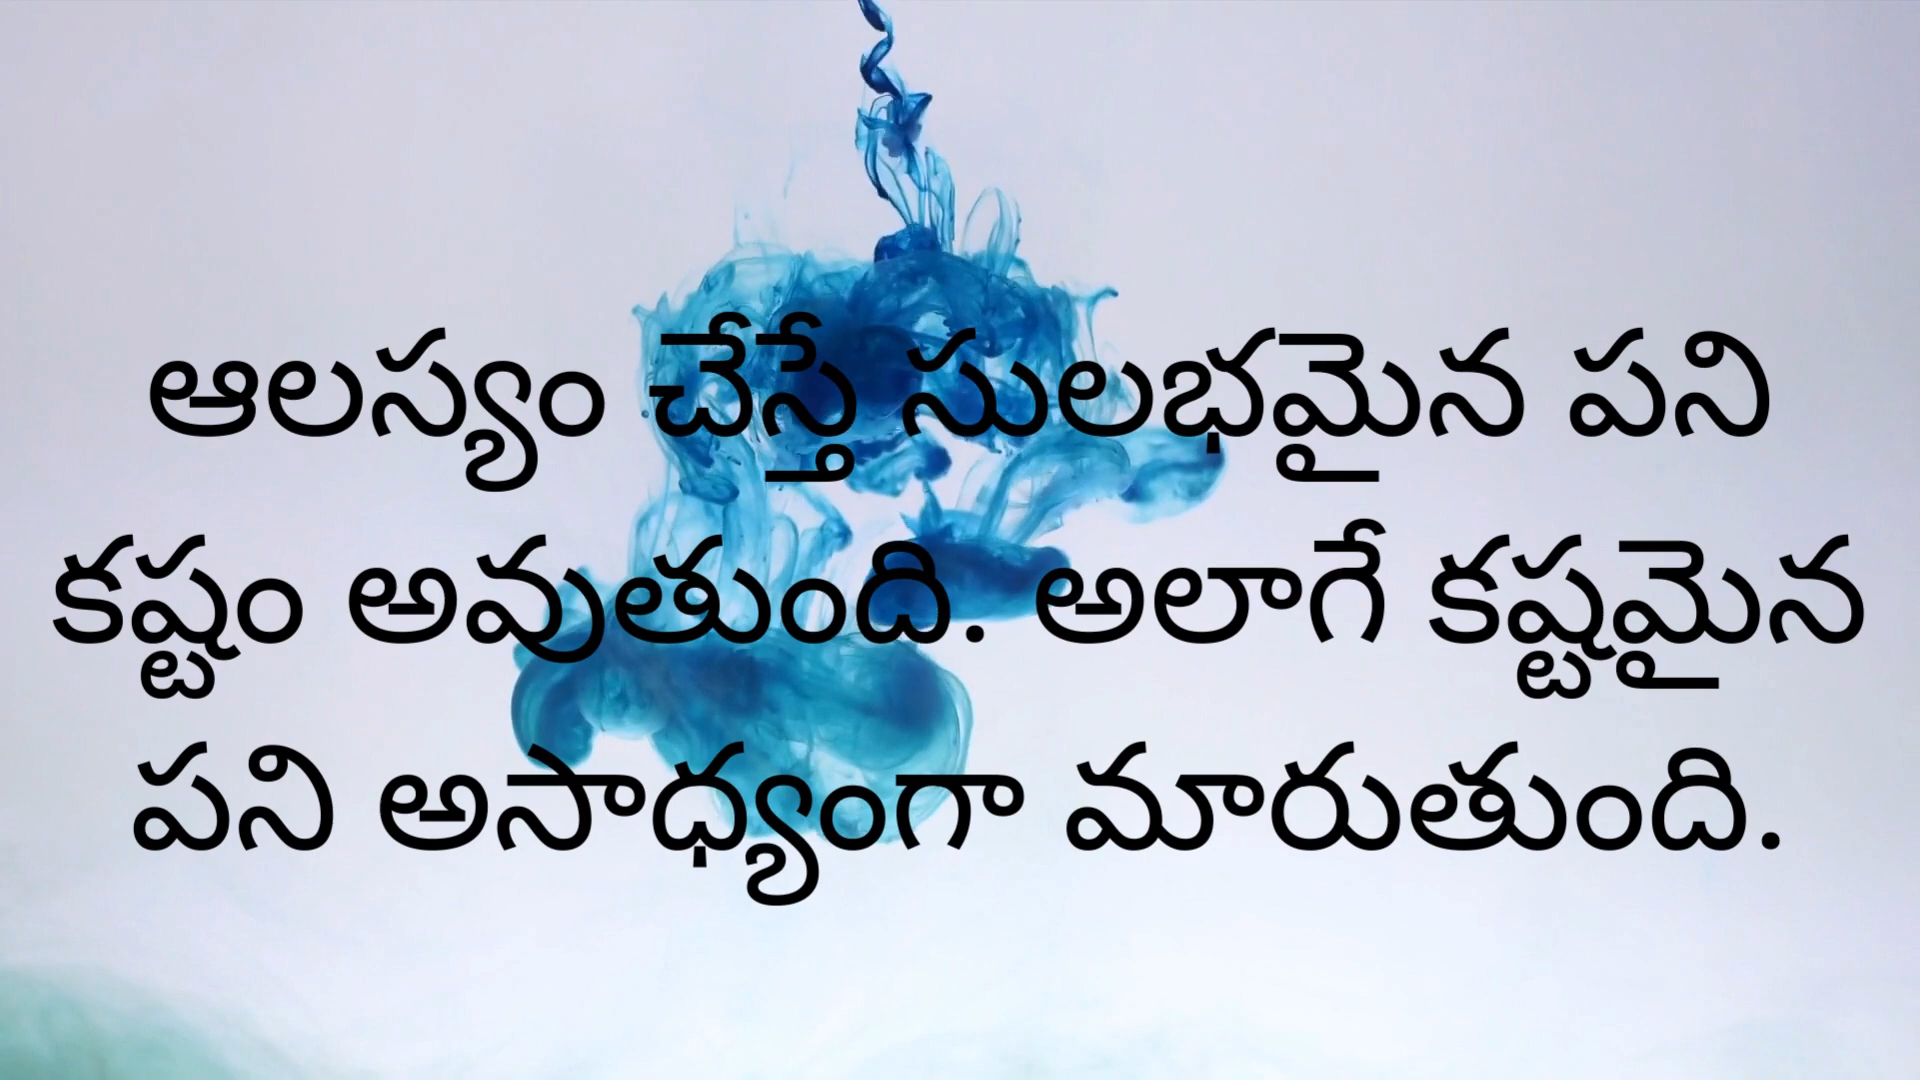 ఆలస్యం చేస్తే సులభమైన పని
కష్టం అవుతుంది. అలాగే కష్టమైన
పని అసాధ్యంగా మారుతుంది.